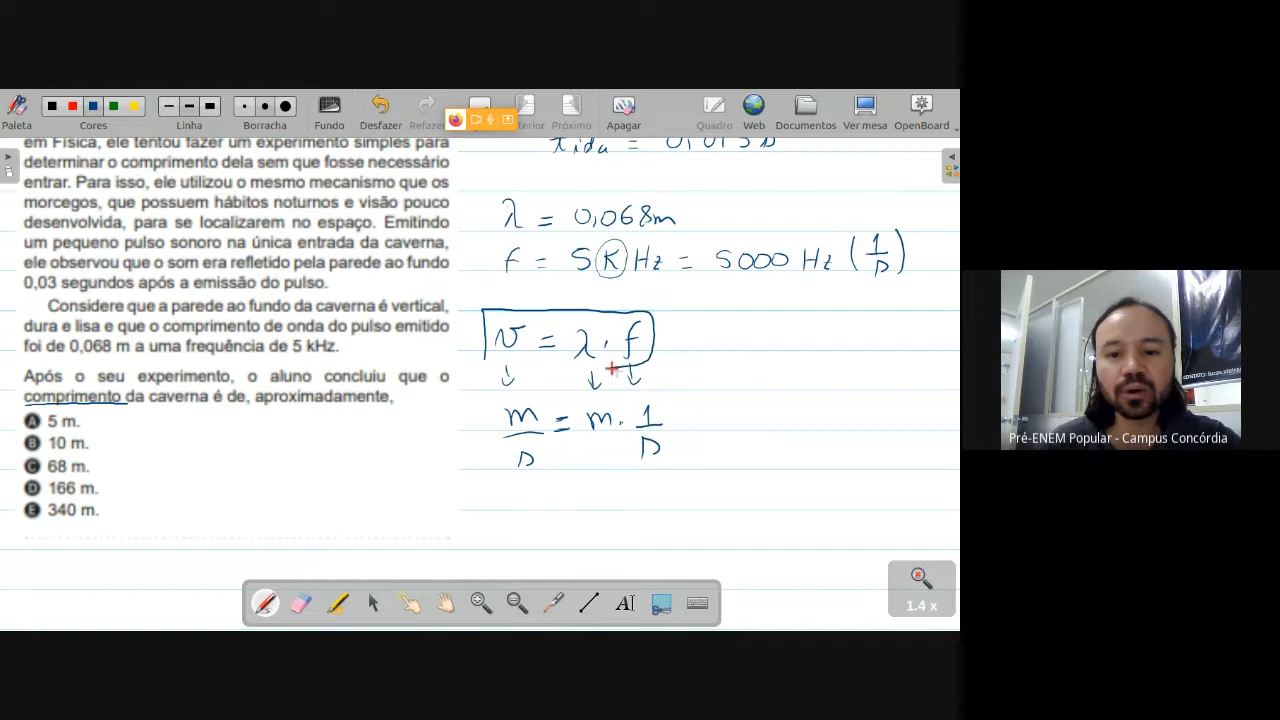 Paleta
Cores
Linha
Borracha
Fundo
Desfazer
Refazer
Próximo
Apagar
Quadro
Web
Documentos
Ver mesa
OpenBoard
em Física, ele tentou fazer um experimento simples para
determinar o comprimento dela sem que fosse necessário
entrar. Para isso, ele utilizou o mesmo mecanismo que os
morcegos, que possuem hábitos noturnos e visão pouco
desenvolvida, para se localizarem no espaço. Emitindo
um pequeno pulso sonoro na única entrada da caverna,
ele observou que o som era refletido pela parede ao fundo
0,03 segundos após a emissão do pulso.
Considere que a parede ao fundo da caverna é vertical,
dura e lisa e que o comprimento de onda do pulso emitido
foi de 0,068 m a uma frequência de 5 kHz.
Após o seu experimento, o aluno concluiu que o
comprimento da caverna é de, aproximadamente,
A 5 m.
B 10 m.
C 68 m.
D 166 m.
E 340 m.
λ = 0,068m
f = 5 KHz = 5000 Hz (1/s)
v = λ . f
m/s = m . 1/s
1.4 x
Pré-ENEM Popular - Campus Concórdia